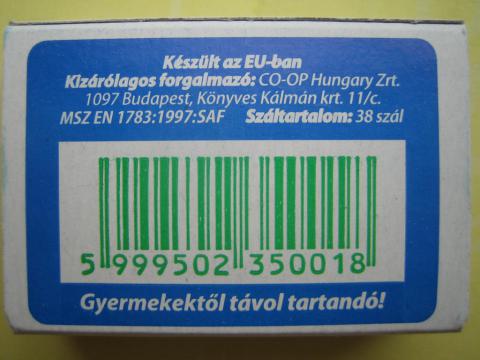 Készült az EU-ban
Kizárólagos forgalmazó: CO-OP Hungary Zrt.
1097 Budapest, Könyves Kálmán krt. 11/c.
MSZ EN 1783:1997:SAF Száltartalom: 38 szál
5 999502 350018
Gyermekektől távol tartandó!